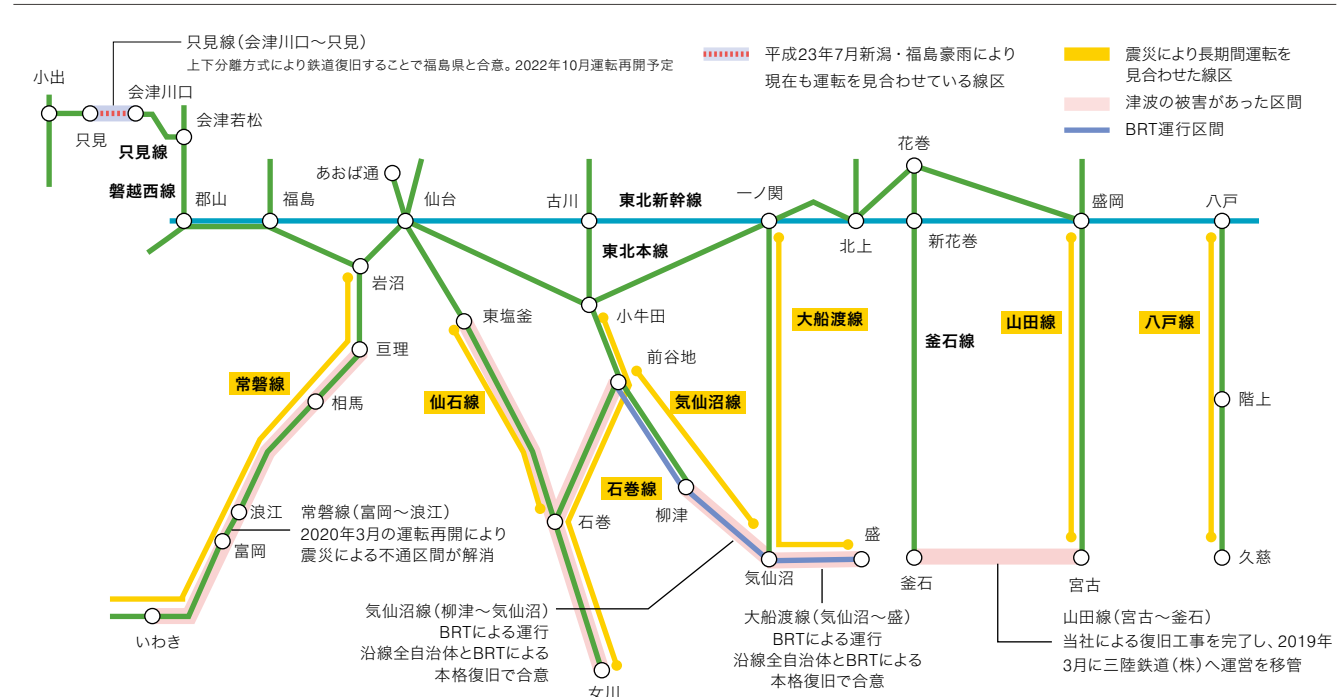 只見線（会津川口～只見）
上下分離方式により鉄道復旧することで福島県と合意。2022年10月運転再開予定
平成23年7月新潟・福島豪雨により
現在も運転を見合わせている線区
震災により長期間運転を
見合わせた線区
津波の被害があった区間
BRT運行区間
小出
会津川口
只見
会津若松
只見線
磐越西線
あおば通
花巻
郡山
福島
仙台
古川
東北新幹線
一ノ関
盛岡
八戸
東北本線
北上
新花巻
岩沼
東塩釜
小牛田
大船渡線
山田線
八戸線
釜石線
亘理
前谷地
常磐線
相馬
仙石線
気仙沼線
階上
石巻線
柳津
浪江
富岡
常磐線（富岡～浪江）
2020年3月の運転再開により
震災による不通区間が解消
石巻
盛
気仙沼
釜石
宮古
久慈
いわき
気仙沼線（柳津～気仙沼）
BRTによる運行
沿線全自治体とBRTによる
本格復旧で合意
大船渡線（気仙沼～盛）
BRTによる運行
沿線全自治体とBRTによる
本格復旧で合意
山田線（宮古～釜石）
当社による復旧工事を完了し、2019年
3月に三陸鉄道（株）へ運営を移管
女川